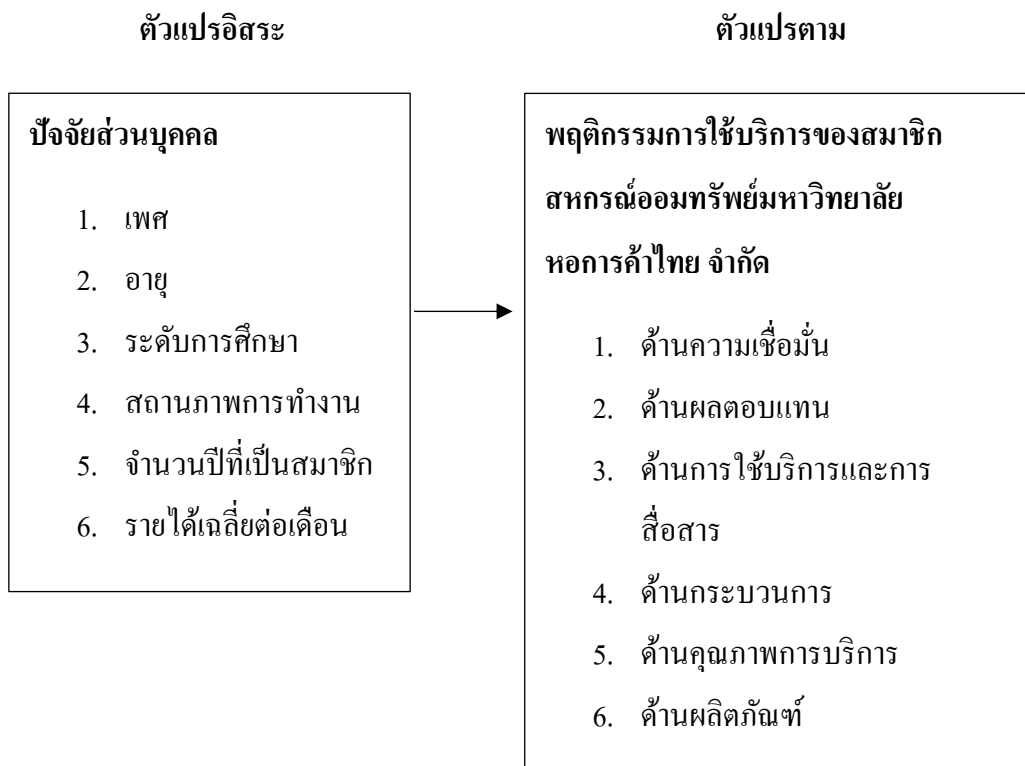 ตัวแปรอิสระ
ตัวแปรตาม
ปัจจัยส่วนบุคคล
1. เพศ
2. อายุ
3. ระดับการศึกษา
4. สถานภาพการทำงาน
5. จำนวนปีที่เป็นสมาชิก
6. รายได้เฉลี่ยต่อเดือน
พฤติกรรมการใช้บริการของสมาชิก
สหกรณ์ออมทรัพย์มหาวิทยาลัย
หอการค้าไทย จำกัด
1. ด้านความเชื่อมั่น
2. ด้านผลตอบแทน
3. ด้านการใช้บริการและการ
สื่อสาร
4. ด้านกระบวนการ
5. ด้านคุณภาพการบริการ
6. ด้านผลิตภัณฑ์